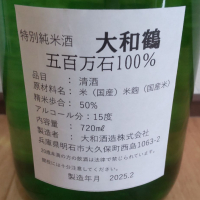 特別純米酒 大和鶴
五百万石100%
品目 : 清酒
原材料名 : 米（国産）米麹（国産米）
精米歩合 : 50%
アルコール分 : 15度
内容量 : 720㎖
製造者 : 大和酒造株式会社
兵庫県明石市大久保町西島1063-2
製造年月 2025.2